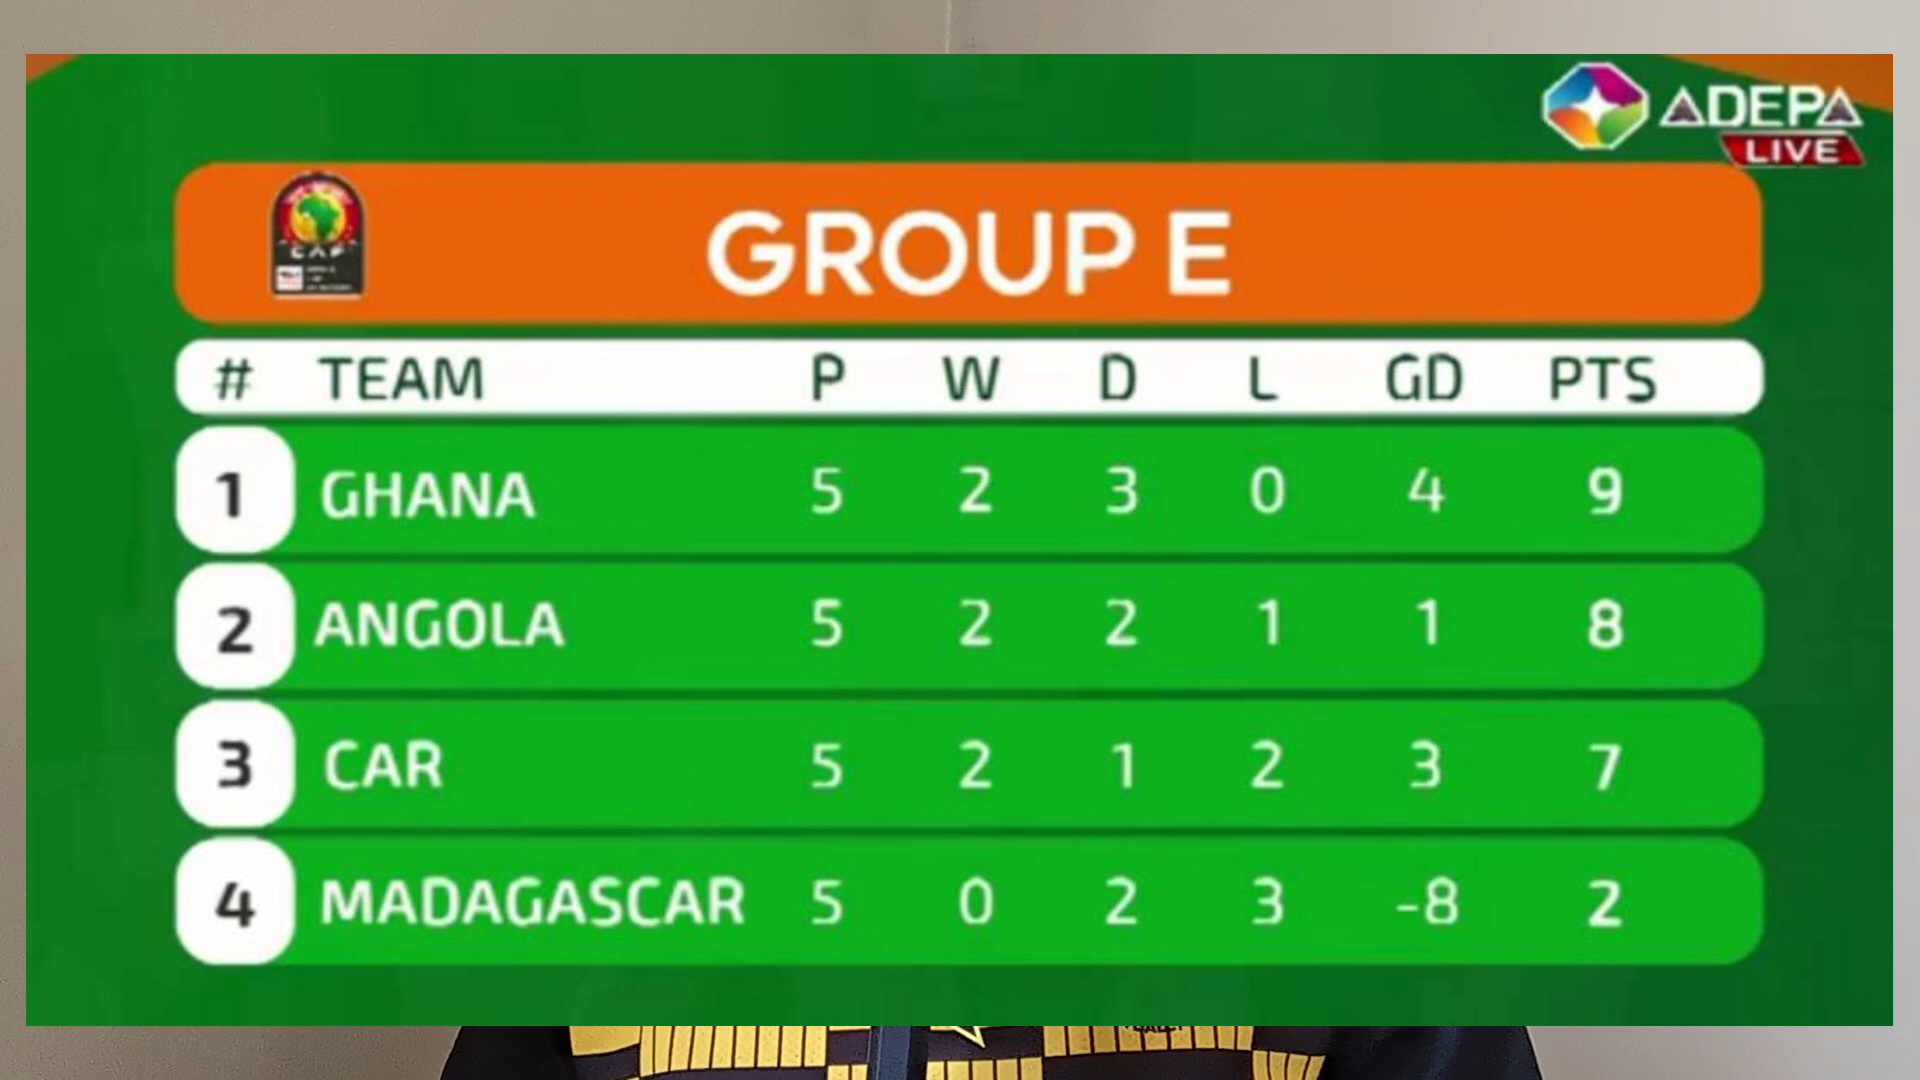 ADEPA
LIVE
CAF
GROUP E
# TEAM P W D L GD PTS
1 GHANA 5 2 3 0 4 9
2 ANGOLA 5 2 2 1 1 8
3 CAR 5 2 1 2 3 7
4 MADAGASCAR 5 0 2 3 -8 2